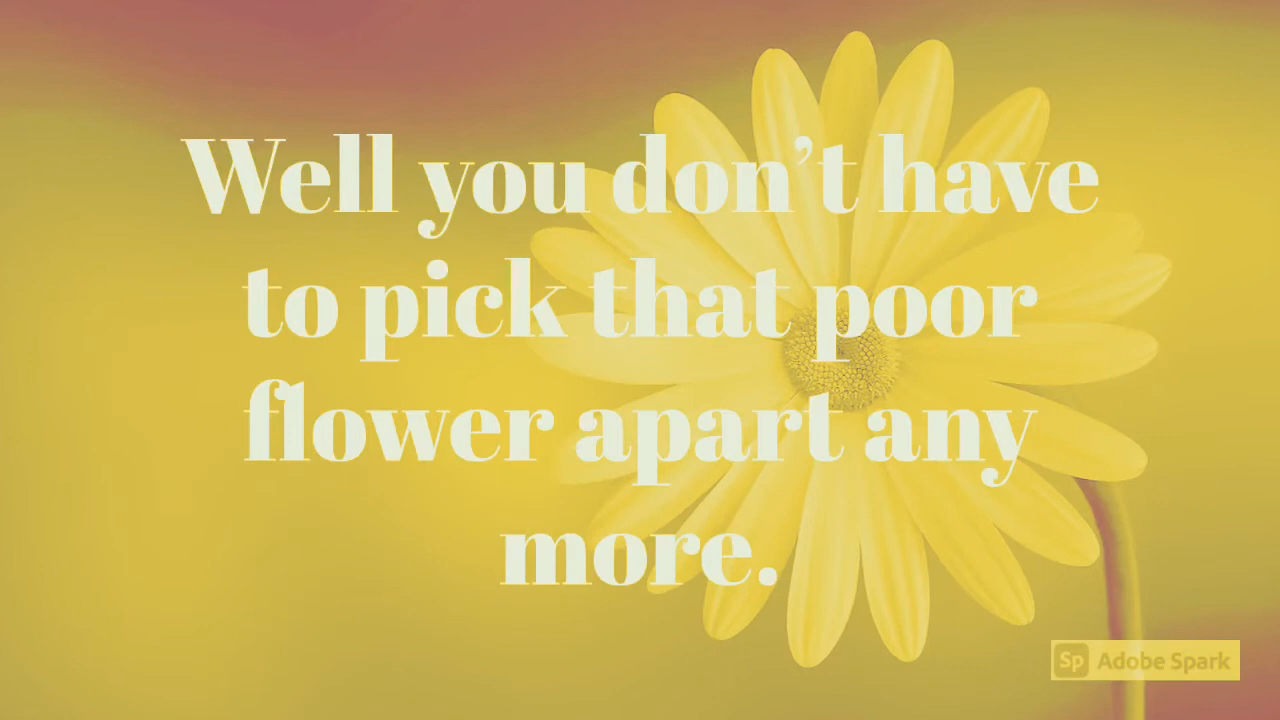 Well you don’t have
to pick that poor
flower apart any
more.
Sp Adobe Spark